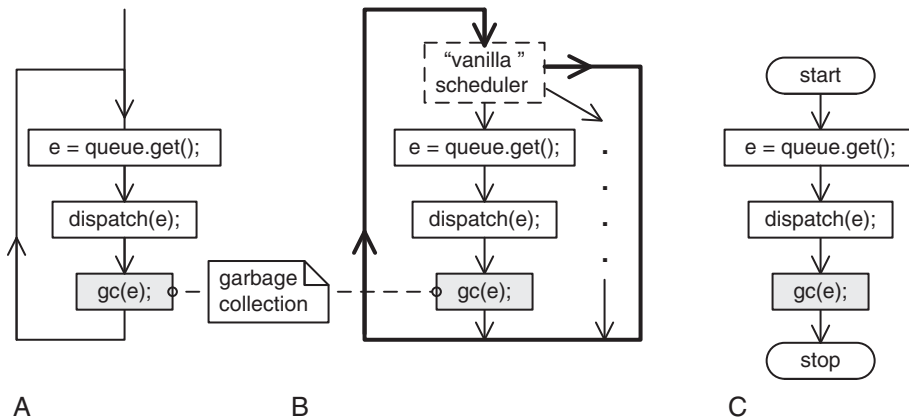 e = queue.get();
dispatch(e);
gc(e);
garbage
collection
A
“vanilla ”
scheduler
e = queue.get();
dispatch(e);
gc(e);
B
start
e = queue.get();
dispatch(e);
gc(e);
stop
C